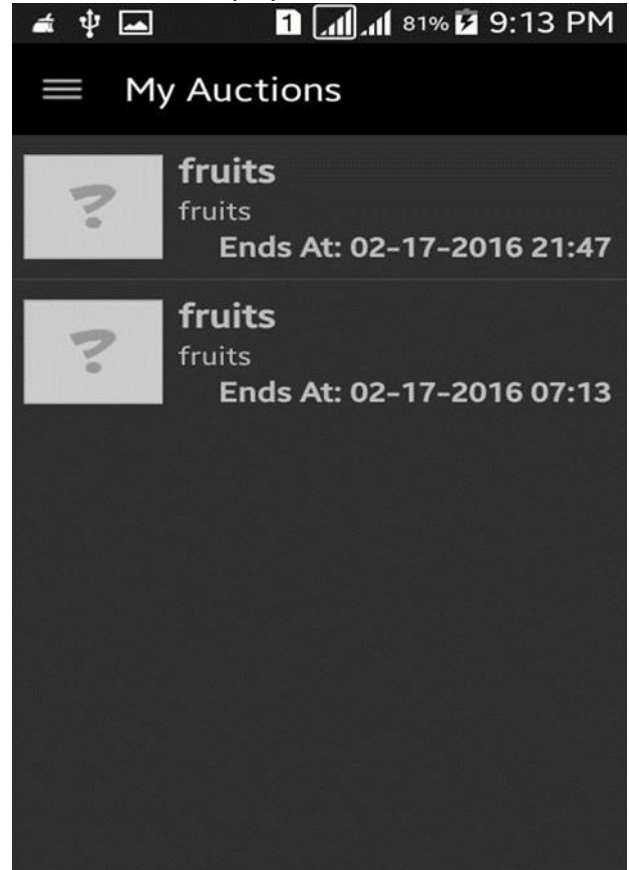 1 81% 9:13 PM
My Auctions
?
fruits
fruits
Ends At: 02-17-2016 21:47
?
fruits
fruits
Ends At: 02-17-2016 07:13